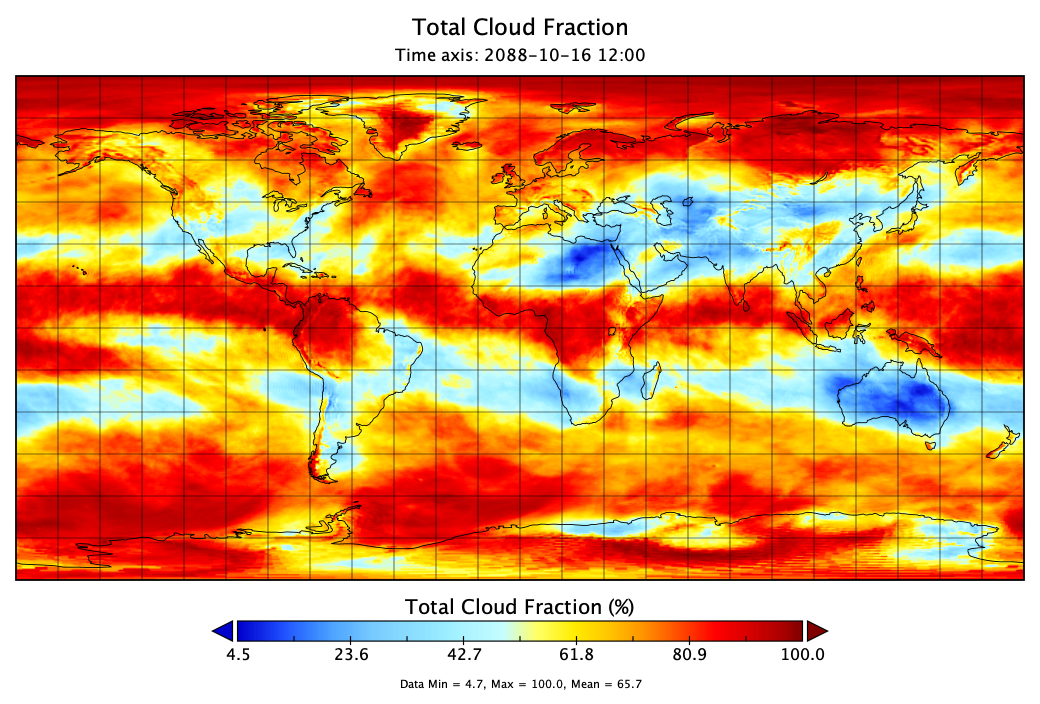 Total Cloud Fraction
Time axis: 2088-10-16 12:00
Total Cloud Fraction (%)
4.5 23.6 42.7 61.8 80.9 100.0
Data Min = 4.7, Max = 100.0, Mean = 65.7